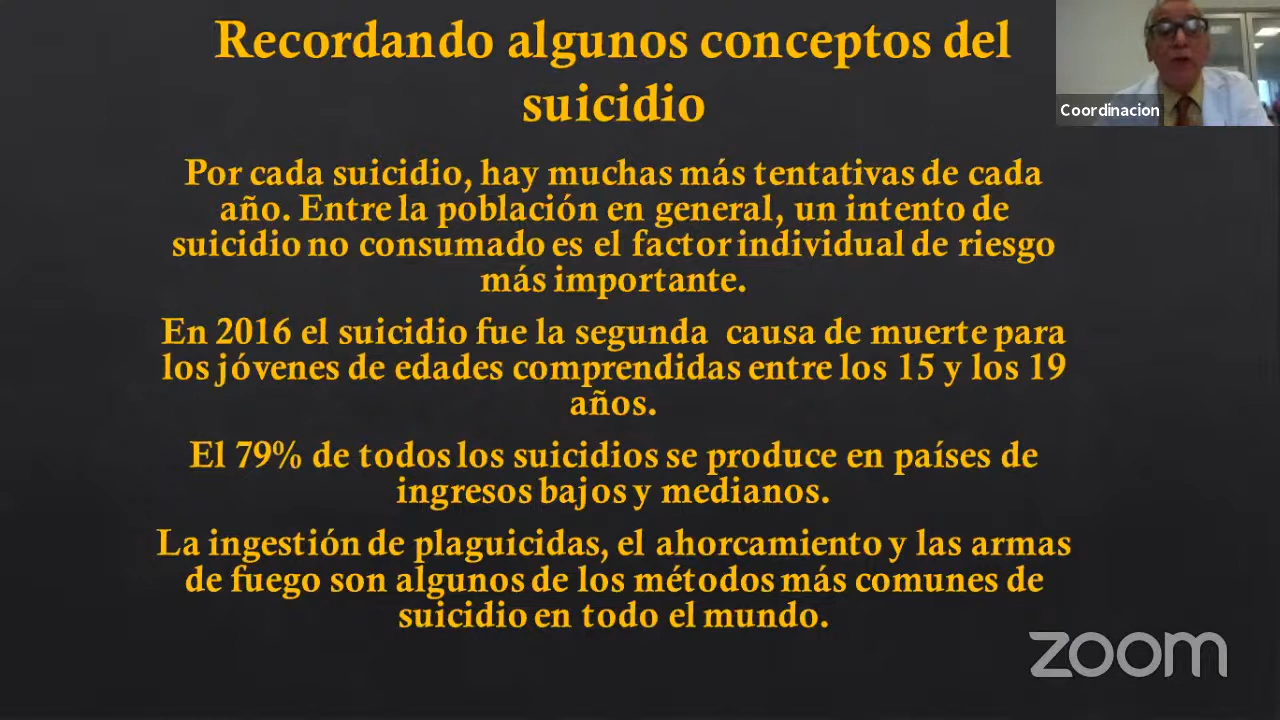 Recordando algunos conceptos del
suicidio
Coordinacion
Por cada suicidio, hay muchas más tentativas de cada
año. Entre la población en general, un intento de
suicidio no consumado es el factor individual de riesgo
más importante.
En 2016 el suicidio fue la segunda causa de muerte para
los jóvenes de edades comprendidas entre los 15 y los 19
años.
El 79% de todos los suicidios se produce en países de
ingresos bajos y medianos.
La ingestión de plaguicidas, el ahorcamiento y las armas
de fuego son algunos de los métodos más comunes de
suicidio en todo el mundo.
zoom